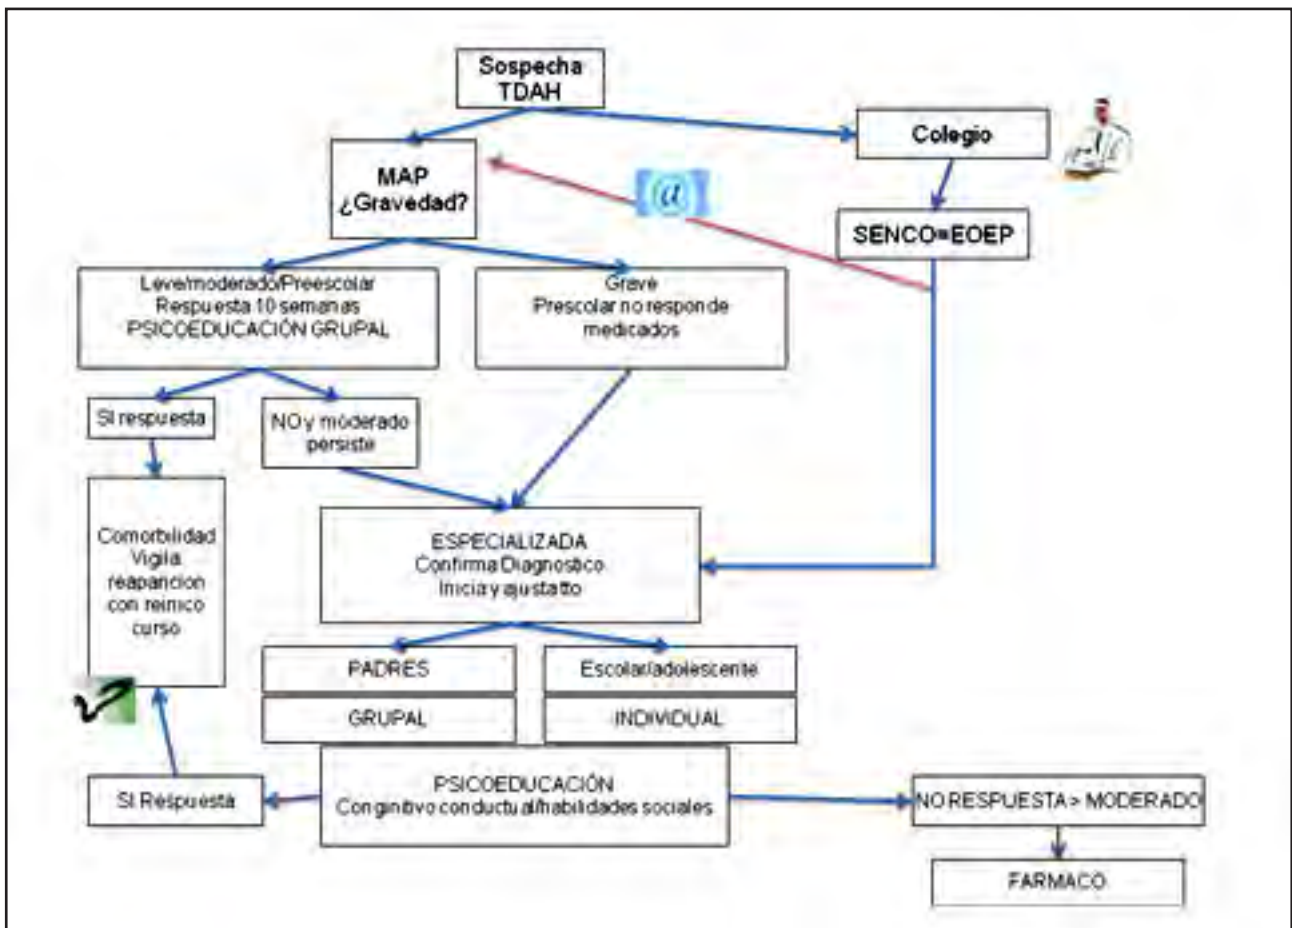 Sospecha
TDAH
Colegio
MAP
¿Gravedad?
@
SENCO=EOEP
Leve/moderado/Preescolar
Respuesta 10 semanas
PSICOEDUCACIÓN GRUPAL
Grave
Prescolar no responde
medicados
SI respuesta
NO y moderado
persiste
Comorbilidad
Vigila
reaparicion
con reinico
curso
ESPECIALIZADA
Confirma Diagnostico
Inicia y ajusta tto
PADRES
Escolar/adolescente
GRUPAL
INDIVIDUAL
PSICOEDUCACIÓN
Conginitivo conductual/habilidades sociales
SI Respuesta
NO RESPUESTA > MODERADO
FARMACO